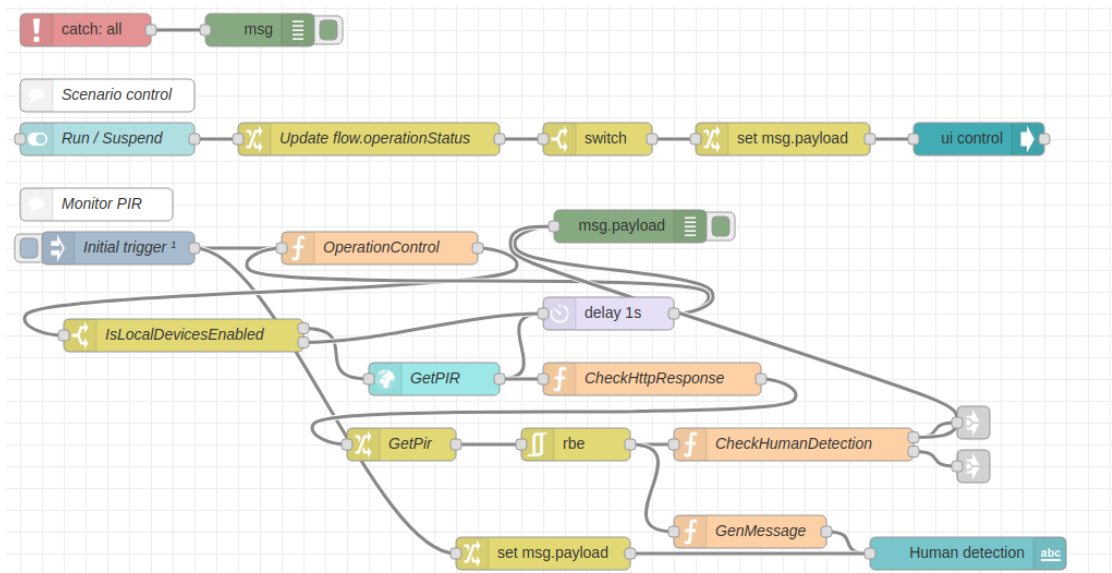 catch: all
msg
Scenario control
Run / Suspend
Update flow.operationStatus
switch
set msg.payload
ui control
Monitor PIR
msg.payload
Initial trigger ¹
OperationControl
delay 1s
IsLocalDevicesEnabled
GetPIR
CheckHttpResponse
GetPir
rbe
CheckHumanDetection
GenMessage
set msg.payload
Human detection
abc